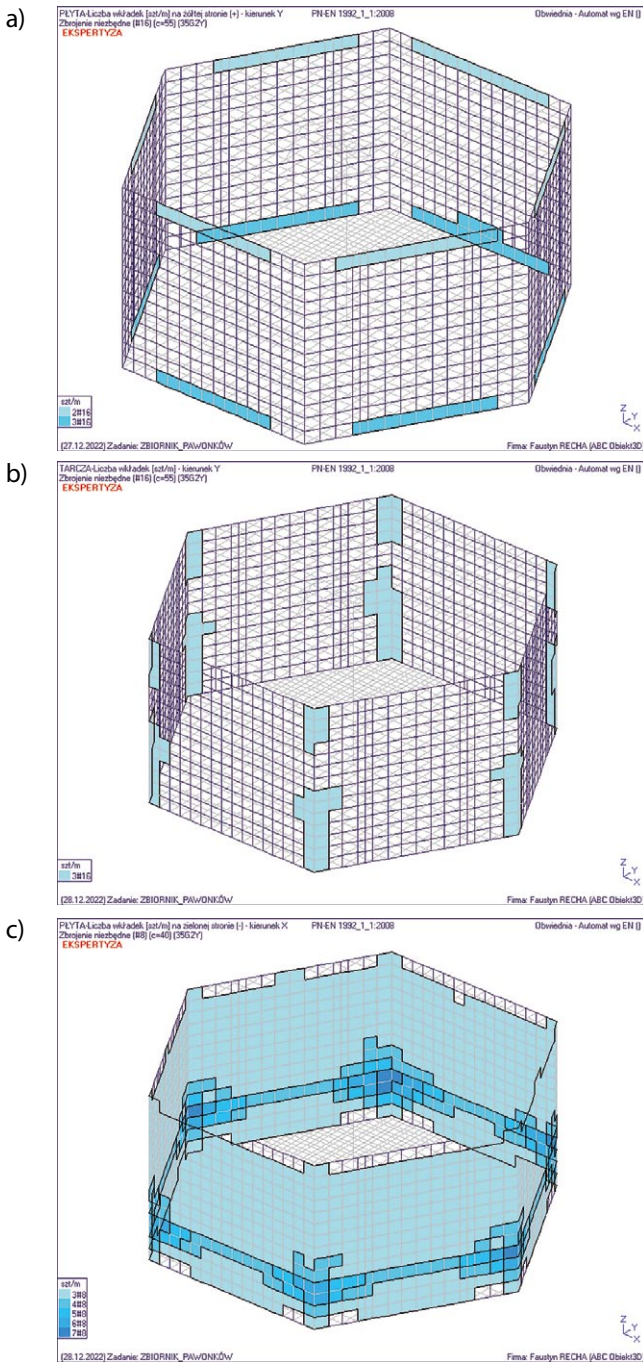 a)
PŁYTA-Liczba wkładek [szt/m] na żółtej stronie (+) - kierunek Y PN-EN 1992_1_1:2008 Obwiednia - Automat wg EN ()
Zbrojenie niezbędne (#16) (c=55) (35G2Y)
EKSPERTYZA
szt/m
2#16
3#16
Z
Y
X
(27.12.2022) Zadanie: ZBIORNIK_PAWONKÓW Firma: Faustyn RECHA (ABC Obiekt3D)
b)
TARCZA-Liczba wkładek [szt/m] - kierunek Y PN-EN 1992_1_1:2008 Obwiednia - Automat wg EN ()
Zbrojenie niezbędne (#16) (c=55) (35G2Y)
EKSPERTYZA
szt/m
3#16
Z
Y
X
(28.12.2022) Zadanie: ZBIORNIK_PAWONKÓW Firma: Faustyn RECHA (ABC Obiekt3D)
c)
PŁYTA-Liczba wkładek [szt/m] na zielonej stronie (-) - kierunek X PN-EN 1992_1_1:2008 Obwiednia - Automat wg EN ()
Zbrojenie niezbędne (#8) (c=40) (35G2Y)
EKSPERTYZA
szt/m
3#8
4#8
5#8
6#8
7#8
Z
Y
X
(28.12.2022) Zadanie: ZBIORNIK_PAWONKÓW Firma: Faustyn RECHA (ABC Obiekt3D)